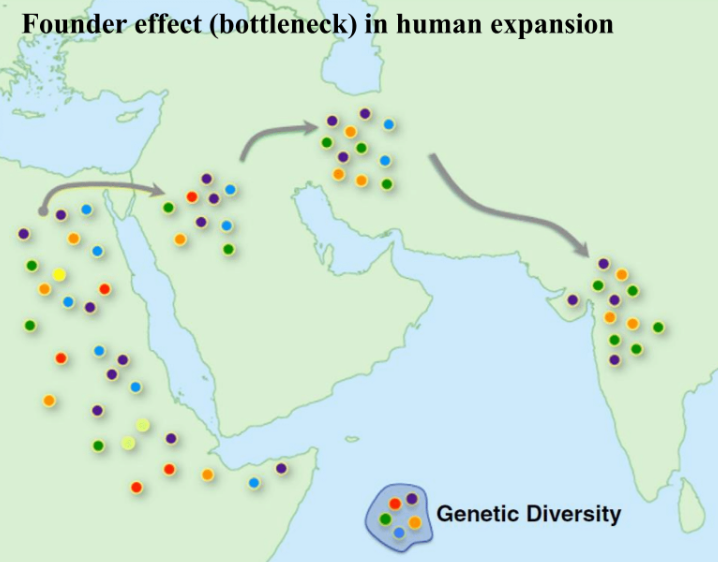 Founder effect (bottleneck) in human expansion
Genetic Diversity